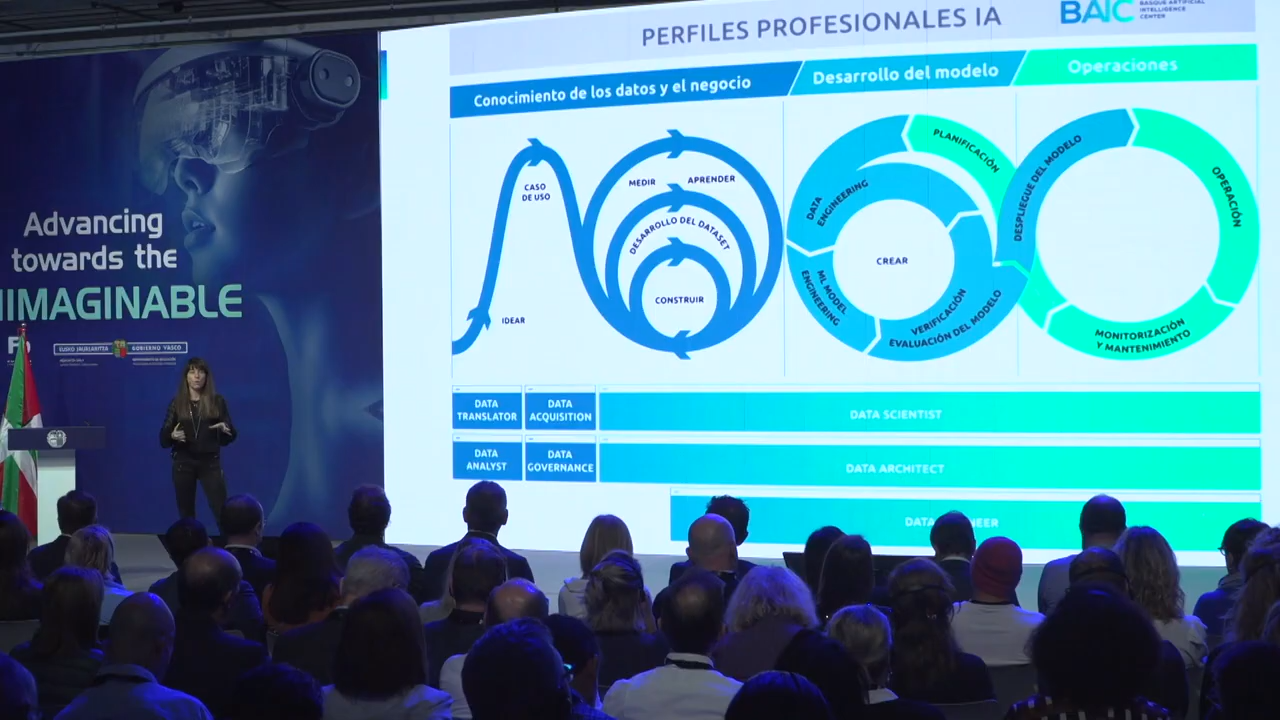 PERFILES PROFESIONALES IA
BAIC
BASQUE ARTIFICIAL
INTELLIGENCE
CENTER
Conocimiento de los datos y el negocio
Desarrollo del modelo
Operaciones
IDEAR
CASO
DE USO
MEDIR
APRENDER
DESARROLLO DEL DATASET
CONSTRUIR
DATA
ENGINEERING
PLANIFICACIÓN
CREAR
ML MODEL
ENGINEERING
VERIFICACIÓN
EVALUACIÓN DEL MODELO
DESPLIEGUE DEL MODELO
OPERACIÓN
MONITORIZACIÓN
Y MANTENIMIENTO
DATA
TRANSLATOR
DATA
ACQUISITION
DATA SCIENTIST
DATA
ANALYST
DATA
GOVERNANCE
DATA ARCHITECT
Advancing
towards the
IMAGINABLE
EUSKO JAURLARITZA
GOBIERNO VASCO